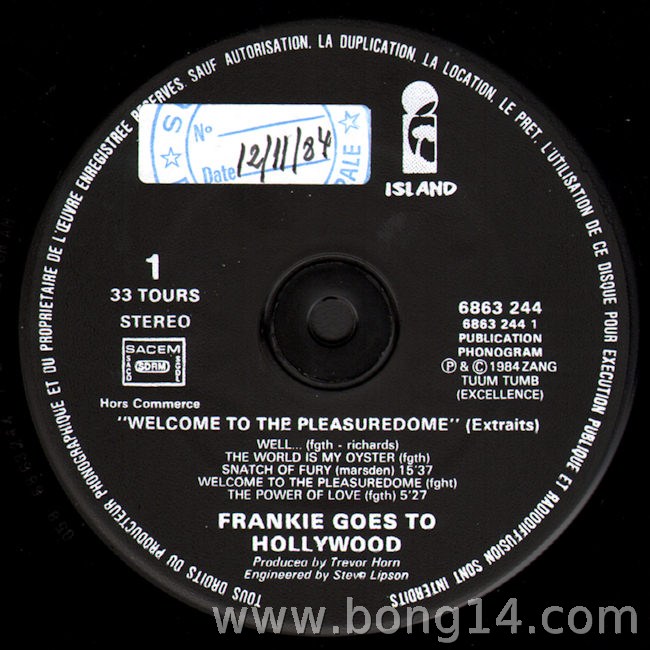 TOUS DROITS DU PRODUCTEUR PHONOGRAPHIQUE ET DU PROPRIETAIRE DE L'ŒUVRE ENREGISTREE RESERVES. SAUF AUTORISATION, LA DUPLICATION, LA LOCATION, LE PRET, L'UTILISATION DE CE DISQUE POUR EXECUTION PUBLIQUE ET RADIODIFFUSION SONT INTERDITS
N°
Date 12/11/84
PALE
ISLAND
1
33 TOURS
STEREO
SACEM
SACD SDRM SGDL
Hors Commerce
6863 244
6863 244 1
PUBLICATION
PHONOGRAM
Ⓟ & © 1984 ZANG
TUUM TUMB
(EXCELLENCE)
"WELCOME TO THE PLEASUREDOME" (Extraits)
WELL... (fgth - richards)
THE WORLD IS MY OYSTER (fgth)
SNATCH OF FURY (marsden) 15'37
WELCOME TO THE PLEASUREDOME (fght)
THE POWER OF LOVE (fgth) 5'27
FRANKIE GOES TO
HOLLYWOOD
Produced by Trevor Horn
Engineered by Steve Lipson
www.bong14.com